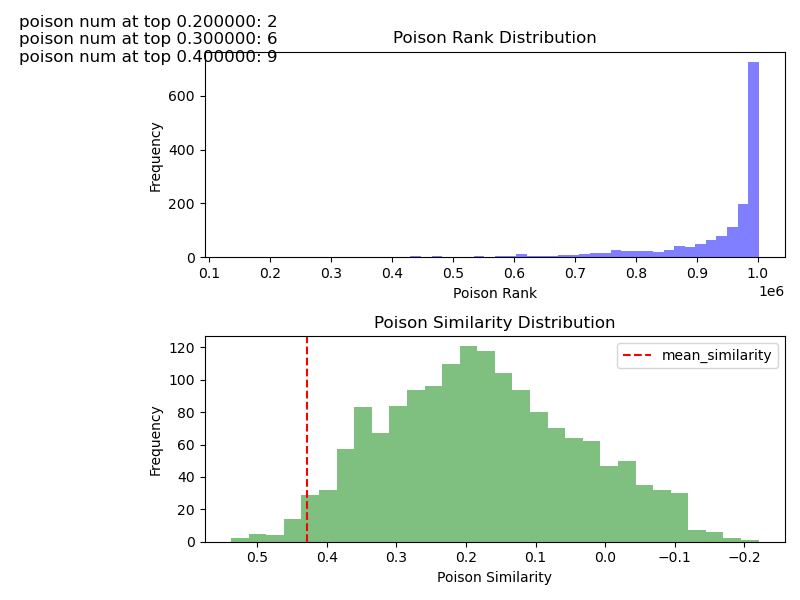 poison num at top 0.200000: 2
poison num at top 0.300000: 6
poison num at top 0.400000: 9
Poison Rank Distribution
Frequency
600
400
200
0
0.1 0.2 0.3 0.4 0.5 0.6 0.7 0.8 0.9 1.0
1e6
Poison Rank
Poison Similarity Distribution
mean_similarity
Frequency
120
100
80
60
40
20
0
0.5 0.4 0.3 0.2 0.1 0.0 −0.1 −0.2
Poison Similarity